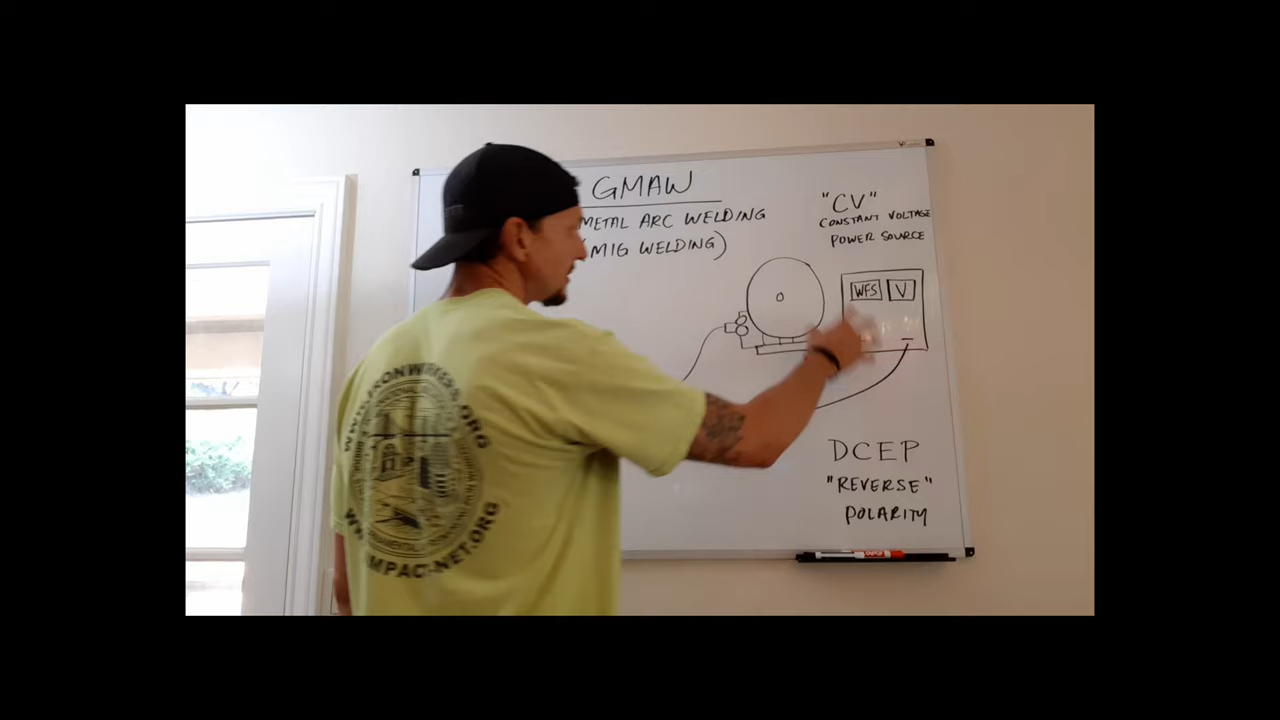 GMAW
METAL ARC WELDING
MIG WELDING)
"CV"
CONSTANT VOLTAGE
POWER SOURCE
WFS V
DCEP
"REVERSE"
POLARITY